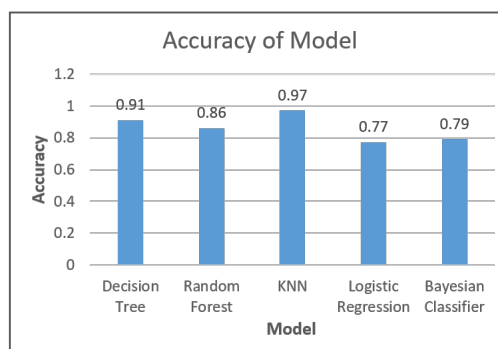 Accuracy of Model
1.2
1
0.8
0.6
0.4
0.2
0
Accuracy
0.91
0.86
0.97
0.77
0.79
Decision
Tree
Random
Forest
KNN
Logistic
Regression
Bayesian
Classifier
Model